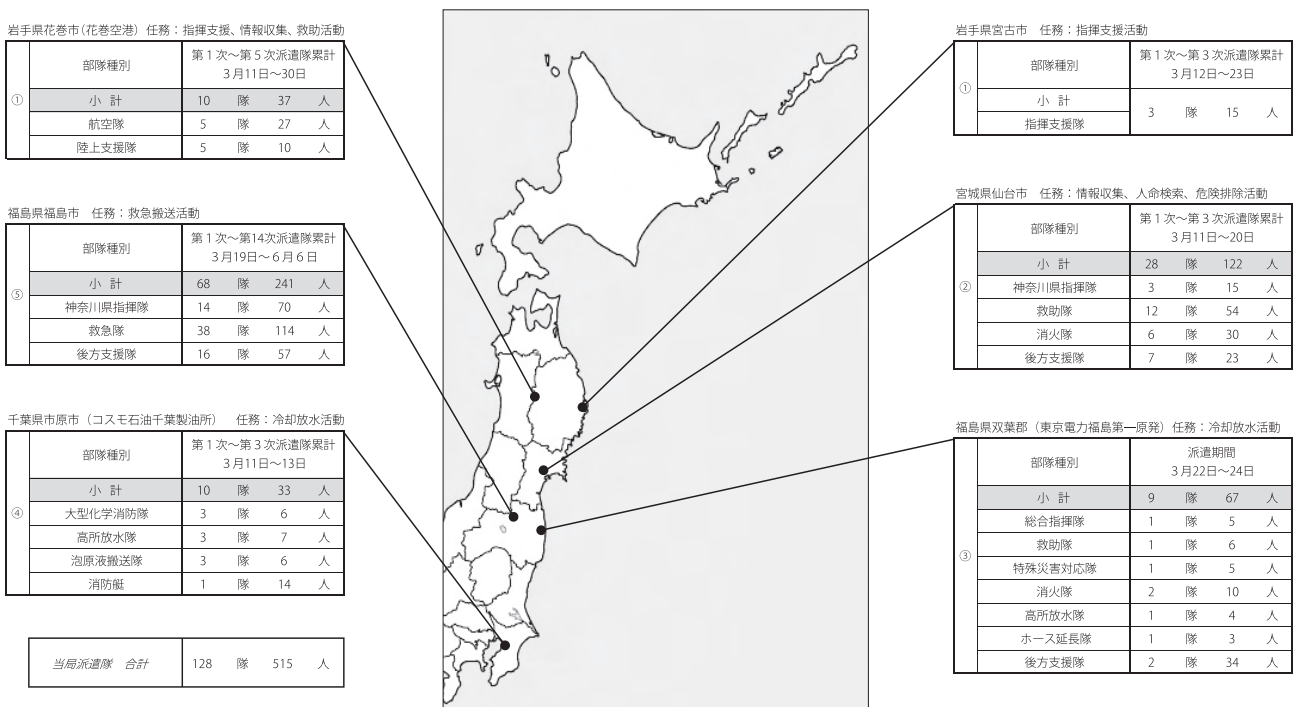 岩手県花巻市(花巻空港) 任務：指揮支援、情報収集、救助活動
①
部隊種別 第1次～第5次派遣隊累計
3月11日～30日
小 計 10 隊 37 人
航空隊 5 隊 27 人
陸上支援隊 5 隊 10 人
福島県福島市 任務：救急搬送活動
⑤
部隊種別 第1次～第14次派遣隊累計
3月19日～6月6日
小 計 68 隊 241 人
神奈川県指揮隊 14 隊 70 人
救急隊 38 隊 114 人
後方支援隊 16 隊 57 人
千葉県市原市（コスモ石油千葉製油所） 任務：冷却放水活動
④
部隊種別 第1次～第3次派遣隊累計
3月11日～13日
小 計 10 隊 33 人
大型化学消防隊 3 隊 6 人
高所放水隊 3 隊 7 人
泡原液搬送隊 3 隊 6 人
消防艇 1 隊 14 人
当局派遣隊 合計 128 隊 515 人
岩手県宮古市 任務：指揮支援活動
①
部隊種別 第1次～第3次派遣隊累計
3月12日～23日
小 計
指揮支援隊
3 隊 15 人
宮城県仙台市 任務：情報収集、人命検索、危険排除活動
②
部隊種別 第1次～第3次派遣隊累計
3月11日～20日
小 計 28 隊 122 人
神奈川県指揮隊 3 隊 15 人
救助隊 12 隊 54 人
消火隊 6 隊 30 人
後方支援隊 7 隊 23 人
福島県双葉郡（東京電力福島第一原発）任務：冷却放水活動
③
部隊種別 派遣期間
3月22日～24日
小 計 9 隊 67 人
総合指揮隊 1 隊 5 人
救助隊 1 隊 6 人
特殊災害対応隊 1 隊 5 人
消火隊 2 隊 10 人
高所放水隊 1 隊 4 人
ホース延長隊 1 隊 3 人
後方支援隊 2 隊 34 人